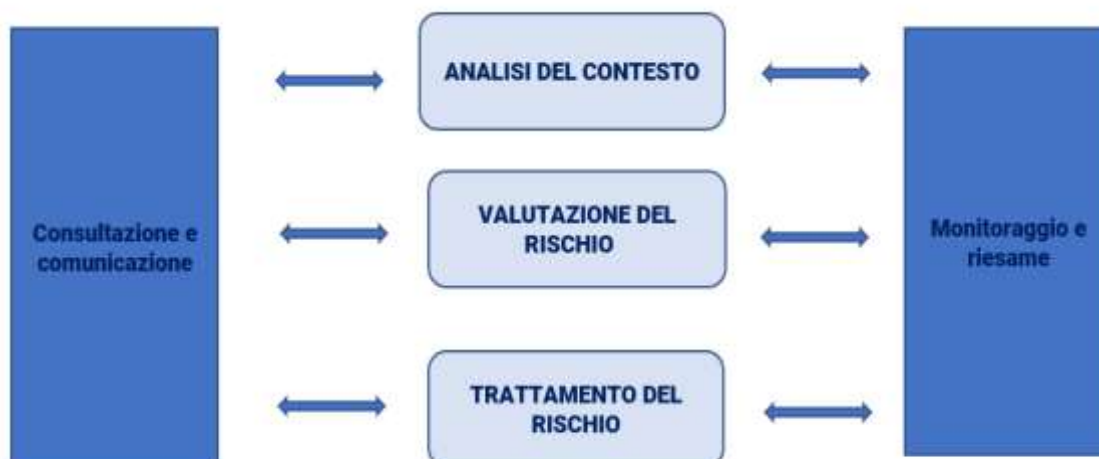 Consultazione e
comunicazione
ANALISI DEL CONTESTO
VALUTAZIONE DEL
RISCHIO
TRATTAMENTO DEL
RISCHIO
Monitoraggio e
riesame